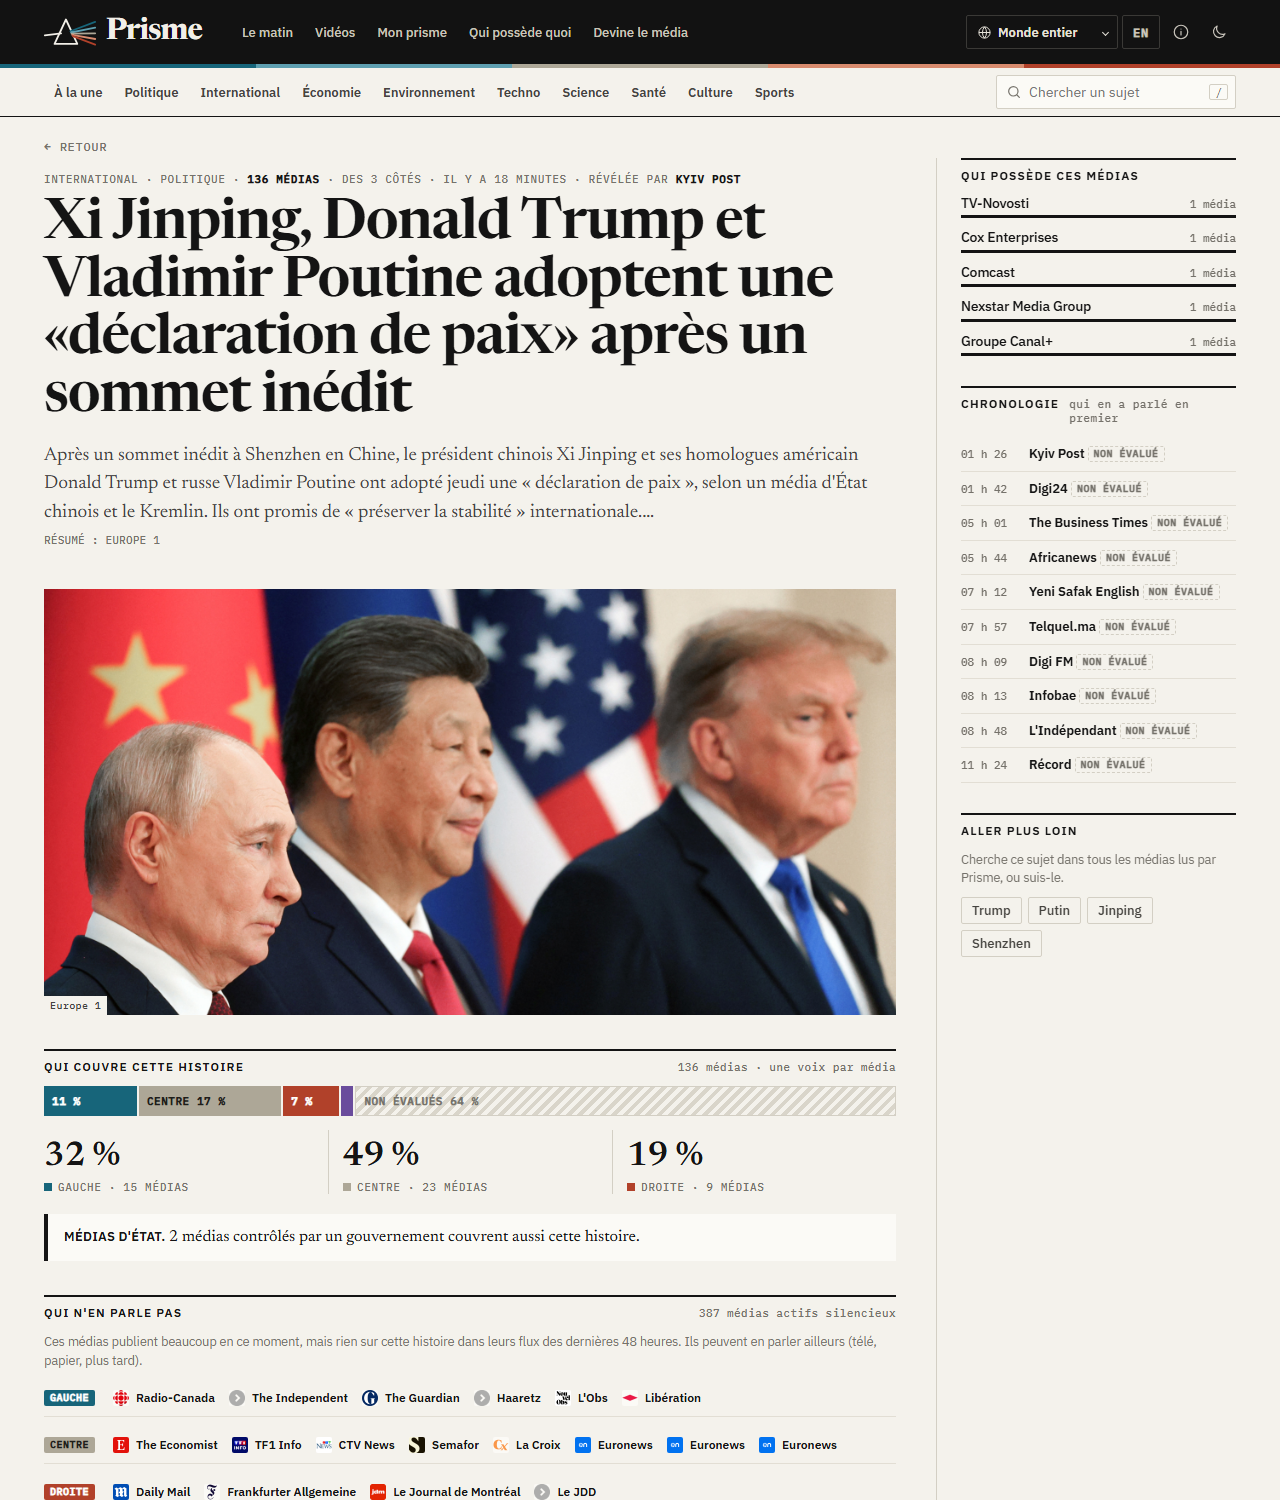 Prisme
Le matin
Vidéos
Mon prisme
Qui possède quoi
Devine le média
Monde entier
EN
À la une
Politique
International
Économie
Environnement
Techno
Science
Santé
Culture
Sports
Chercher un sujet
/
← RETOUR
INTERNATIONAL · POLITIQUE · 136 MÉDIAS · DES 3 CÔTÉS · IL Y A 18 MINUTES · RÉVÉLÉE PAR KYIV POST
Xi Jinping, Donald Trump et
Vladimir Poutine adoptent une
«déclaration de paix» après un
sommet inédit
Après un sommet inédit à Shenzhen en Chine, le président chinois Xi Jinping et ses homologues américain
Donald Trump et russe Vladimir Poutine ont adopté jeudi une « déclaration de paix », selon un média d'État
chinois et le Kremlin. Ils ont promis de « préserver la stabilité » internationale....
RÉSUMÉ : EUROPE 1
Europe 1
QUI COUVRE CETTE HISTOIRE
136 médias · une voix par média
11 %
CENTRE 17 %
7 %
NON ÉVALUÉS 64 %
32 %
GAUCHE · 15 MÉDIAS
49 %
CENTRE · 23 MÉDIAS
19 %
DROITE · 9 MÉDIAS
MÉDIAS D'ÉTAT. 2 médias contrôlés par un gouvernement couvrent aussi cette histoire.
QUI N'EN PARLE PAS
387 médias actifs silencieux
Ces médias publient beaucoup en ce moment, mais rien sur cette histoire dans leurs flux des dernières 48 heures. Ils peuvent en parler ailleurs (télé,
papier, plus tard).
GAUCHE
Radio-Canada
The Independent
The Guardian
Haaretz
L'Obs
Libération
CENTRE
The Economist
TF1 Info
CTV News
Semafor
La Croix
Euronews
Euronews
Euronews
DROITE
Daily Mail
Frankfurter Allgemeine
Le Journal de Montréal
Le JDD
QUI POSSÈDE CES MÉDIAS
TV-Novosti 1 média
Cox Enterprises 1 média
Comcast 1 média
Nexstar Media Group 1 média
Groupe Canal+ 1 média
CHRONOLOGIE qui en a parlé en
premier
01 h 26 Kyiv Post NON ÉVALUÉ
01 h 42 Digi24 NON ÉVALUÉ
05 h 01 The Business Times NON ÉVALUÉ
05 h 44 Africanews NON ÉVALUÉ
07 h 12 Yeni Safak English NON ÉVALUÉ
07 h 57 Telquel.ma NON ÉVALUÉ
08 h 09 Digi FM NON ÉVALUÉ
08 h 13 Infobae NON ÉVALUÉ
08 h 48 L'Indépendant NON ÉVALUÉ
11 h 24 Récord NON ÉVALUÉ
ALLER PLUS LOIN
Cherche ce sujet dans tous les médias lus par
Prisme, ou suis-le.
Trump
Putin
Jinping
Shenzhen